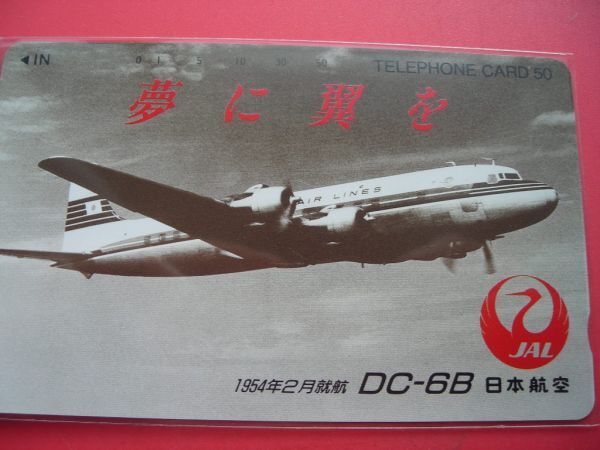 ◀IN
0 1 5 10 30 50
TELEPHONE CARD 50
夢に翼を
AIR LINES
JAL
1954年2月就航 DC-6B 日本航空